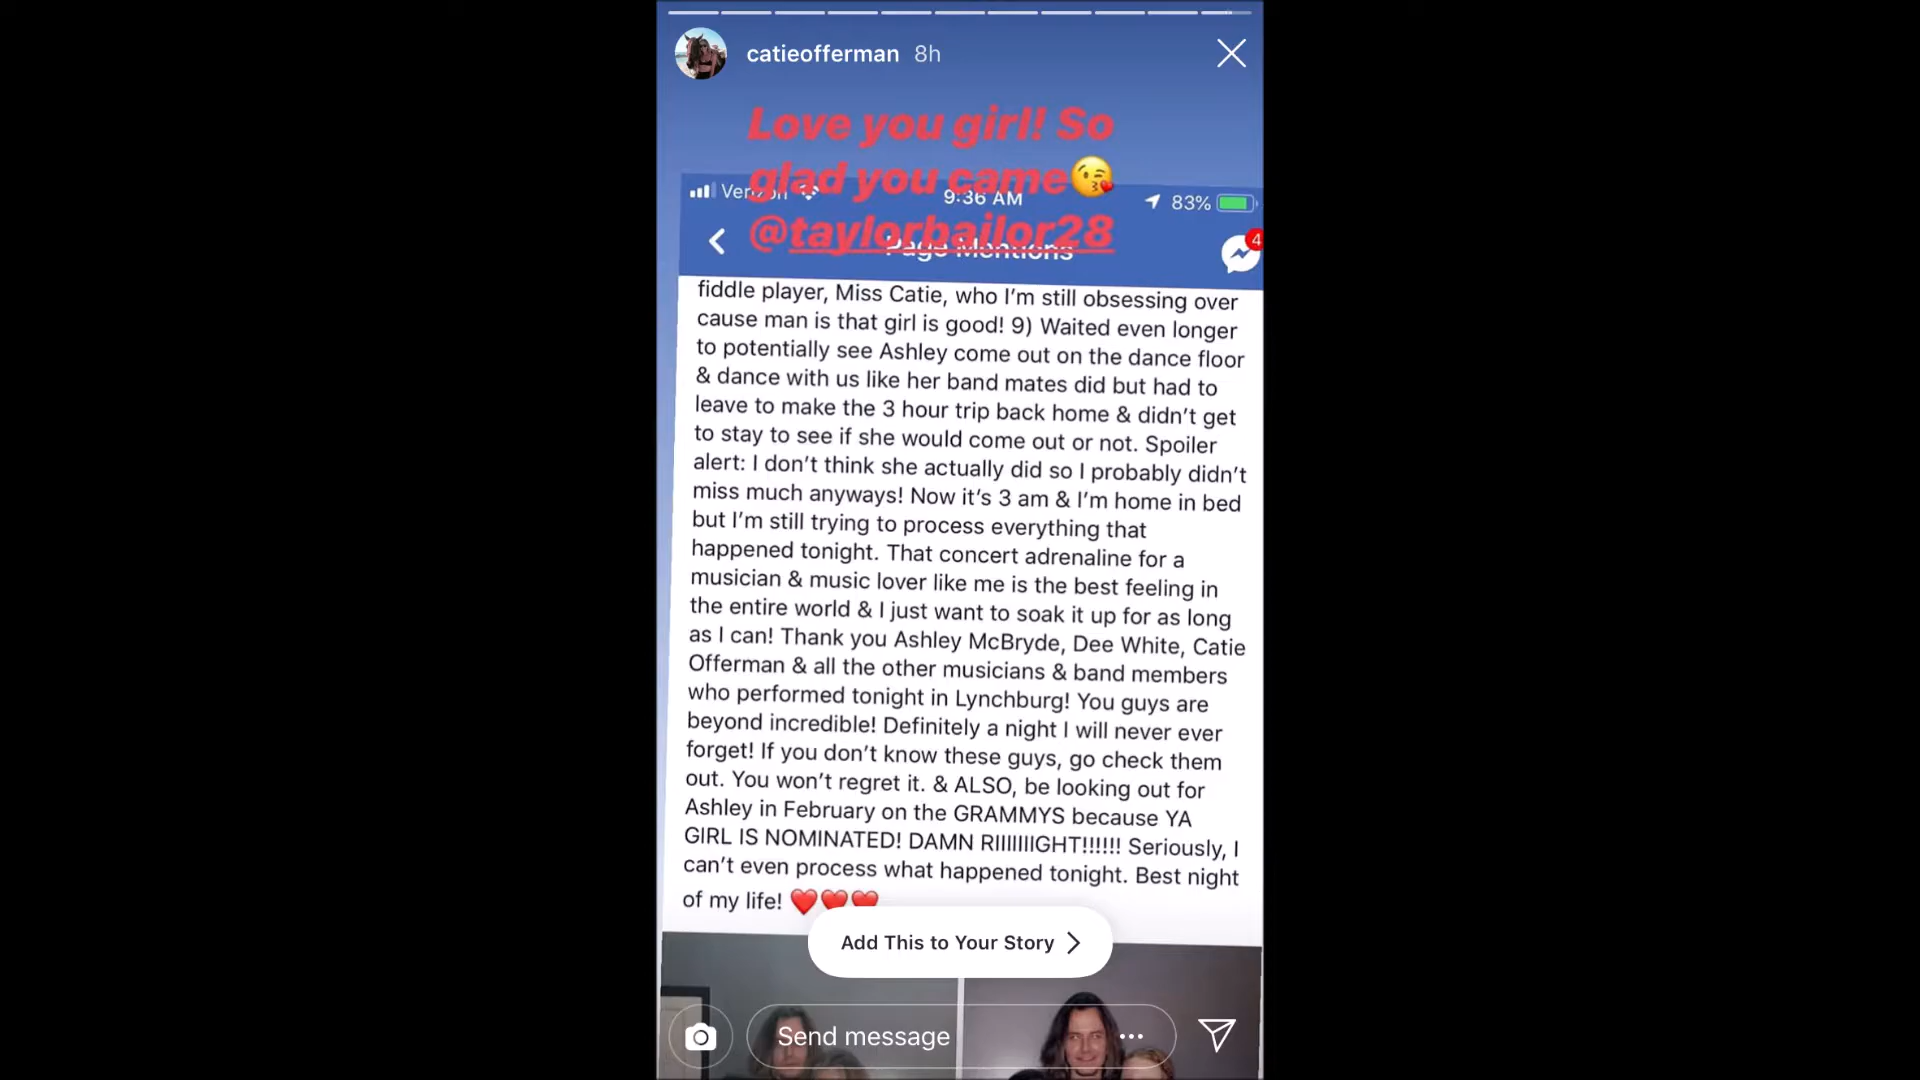 catieofferman 8h
Love you girl! So
glad you came😘
@taylorbailor28
Verizon 9:36 AM 83%
Page Mentions
4
fiddle player, Miss Catie, who I'm still obsessing over
cause man is that girl is good! 9) Waited even longer
to potentially see Ashley come out on the dance floor
& dance with us like her band mates did but had to
leave to make the 3 hour trip back home & didn't get
to stay to see if she would come out or not. Spoiler
alert: I don't think she actually did so I probably didn't
miss much anyways! Now it's 3 am & I'm home in bed
but I'm still trying to process everything that
happened tonight. That concert adrenaline for a
musician & music lover like me is the best feeling in
the entire world & I just want to soak it up for as long
as I can! Thank you Ashley McBryde, Dee White, Catie
Offerman & all the other musicians & band members
who performed tonight in Lynchburg! You guys are
beyond incredible! Definitely a night I will never ever
forget! If you don't know these guys, go check them
out. You won't regret it. & ALSO, be looking out for
Ashley in February on the GRAMMYS because YA
GIRL IS NOMINATED! DAMN RIIIIIIIGHT!!!!!! Seriously, I
can't even process what happened tonight. Best night
of my life! ❤️❤️❤️
Add This to Your Story
Send message